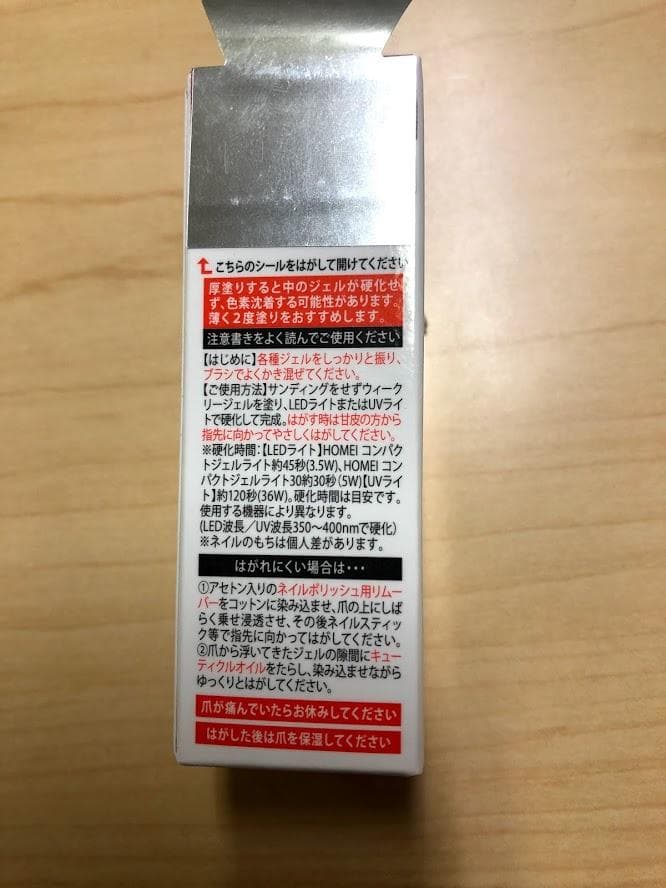 こちらのシールをはがして開けてください
厚塗りすると中のジェルが硬化せ
ず、色素沈着する可能性があります。
薄く2度塗りをおすすめします。
注意書きをよく読んでご使用ください
【はじめに】各種ジェルをしっかりと振り、
ブラシでよくかき混ぜてください。
【ご使用方法】サンディングをせずウィーク
リージェルを塗り、LEDライトまたはUVライ
トで硬化して完成。はがす時は甘皮の方から
指先に向かってやさしくはがしてください。
※硬化時間:【LEDライト】HOMEI コンパク
トジェルライト約45秒(3.5W)、HOMEI コン
パクトジェルライト30約30秒(5W)【UVライ
ト】約120秒(36W)。硬化時間は目安です。
使用する機器により異なります。
(LED波長/UV波長350〜400nmで硬化)
※ネイルのもちは個人差があります。
はがれにくい場合は・・・
①アセトン入りのネイルポリッシュ用リムー
バーをコットンに染み込ませ、爪の上にしば
らく乗せ浸透させ、その後ネイルスティッ
ク等で指先に向かってはがしてください。
②爪から浮いてきたジェルの隙間にキュー
ティクルオイルをたらし、染み込ませながら
ゆっくりとはがしてください。
爪が痛んでいたらお休みしてください
はがした後は爪を保湿してください